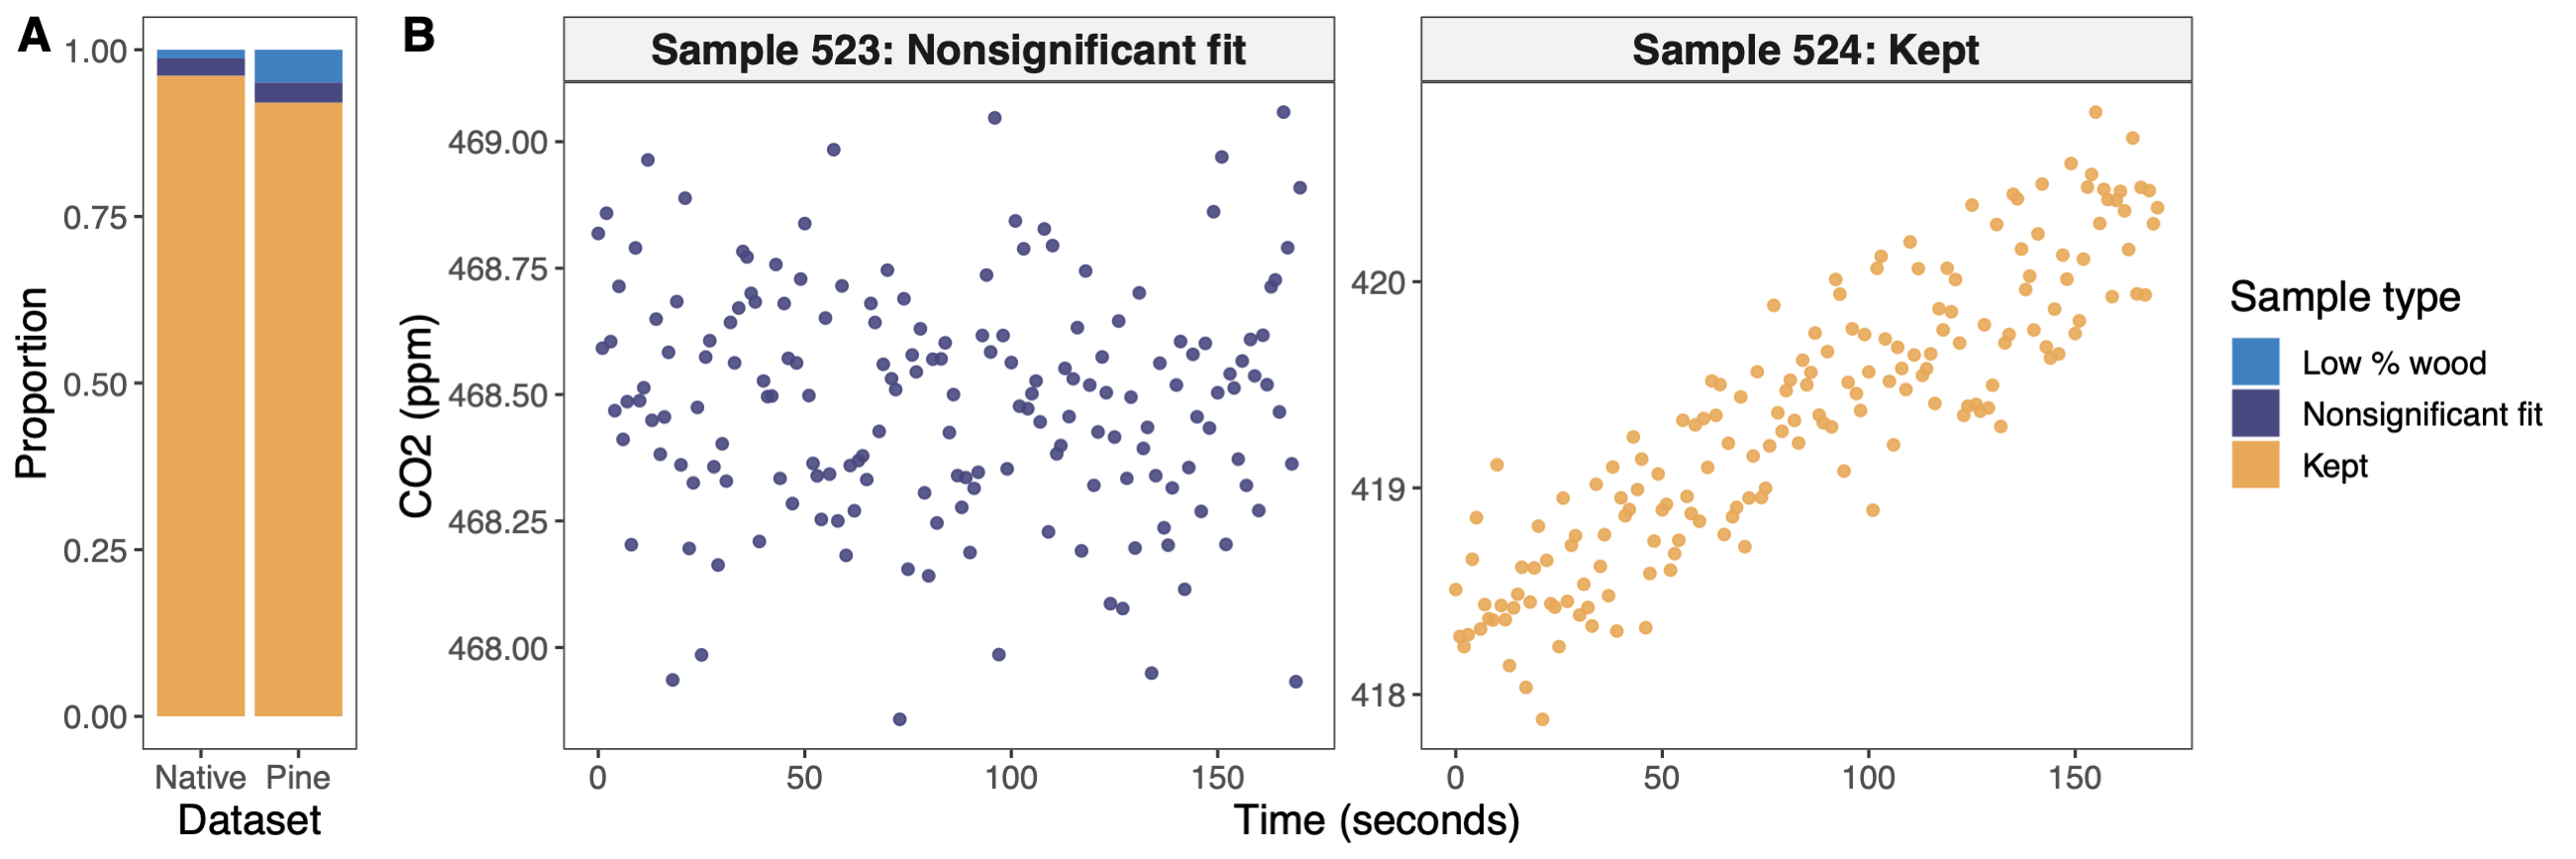 A
1.00
0.75
0.50
0.25
0.00
Proportion
Native Pine
Dataset
B
Sample 523: Nonsignificant fit
469.00
468.75
468.50
468.25
468.00
CO2 (ppm)
0 50 100 150
Sample 524: Kept
420
419
418
0 50 100 150
Time (seconds)
Sample type
Low % wood
Nonsignificant fit
Kept